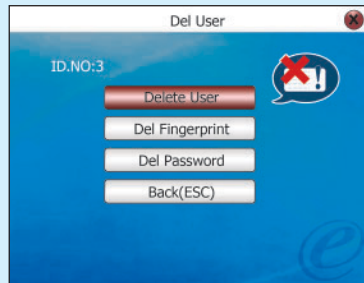 Del User
ID.NO:3
Delete User
Del Fingerprint
Del Password
Back(ESC)